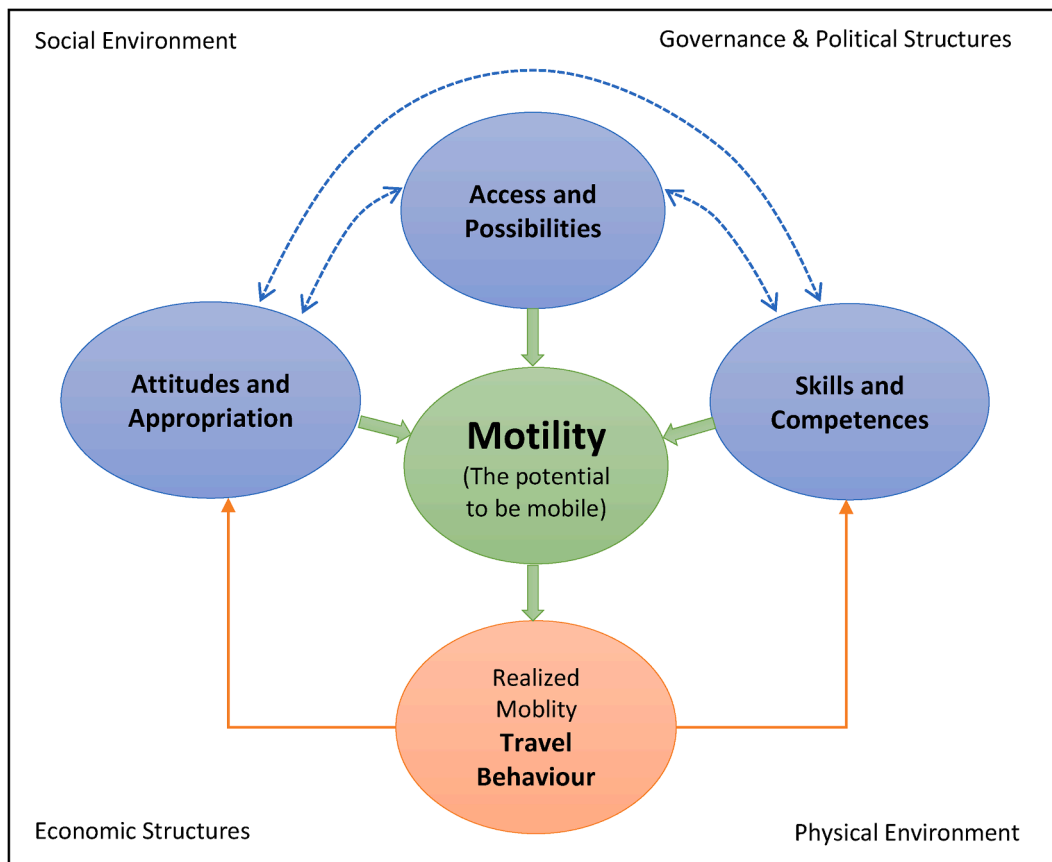 Social Environment
Governance & Political Structures
Access and
Possibilities
Attitudes and
Appropriation
Skills and
Competences
Motility
(The potential
to be mobile)
Realized
Moblity
Travel
Behaviour
Economic Structures
Physical Environment